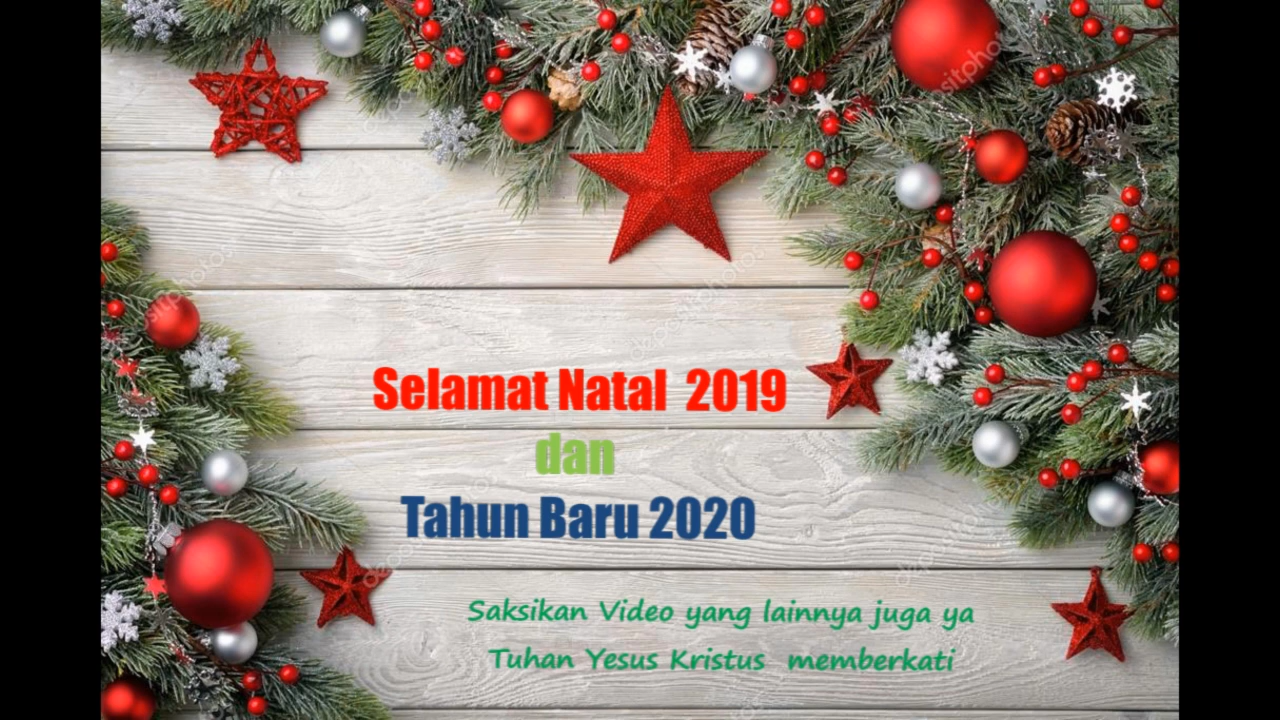 Selamat Natal 2019
dan
Tahun Baru 2020
Saksikan Video yang lainnya juga ya
Tuhan Yesus Kristus memberkati